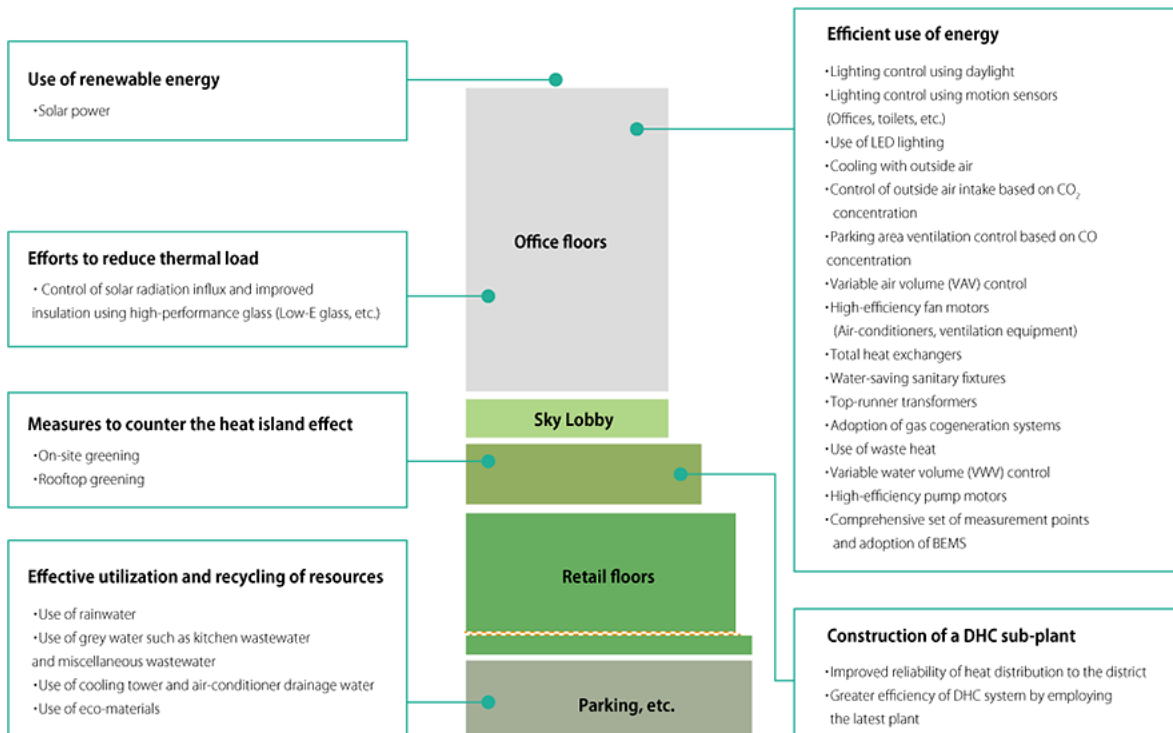 Use of renewable energy
・Solar power
Efforts to reduce thermal load
・ Control of solar radiation influx and improved
insulation using high-performance glass (Low-E glass, etc.)
Measures to counter the heat island effect
・On-site greening
・Rooftop greening
Effective utilization and recycling of resources
・Use of rainwater
・Use of grey water such as kitchen wastewater
and miscellaneous wastewater
・Use of cooling tower and air-conditioner drainage water
・Use of eco-materials
Office floors
Sky Lobby
Retail floors
Parking, etc.
Efficient use of energy
・Lighting control using daylight
・Lighting control using motion sensors
(Offices, toilets, etc.)
・Use of LED lighting
・Cooling with outside air
・Control of outside air intake based on CO₂
concentration
・Parking area ventilation control based on CO
concentration
・Variable air volume (VAV) control
・High-efficiency fan motors
(Air-conditioners, ventilation equipment)
・Total heat exchangers
・Water-saving sanitary fixtures
・Top-runner transformers
・Adoption of gas cogeneration systems
・Use of waste heat
・Variable water volume (VWV) control
・High-efficiency pump motors
・Comprehensive set of measurement points
and adoption of BEMS
Construction of a DHC sub-plant
・Improved reliability of heat distribution to the district
・Greater efficiency of DHC system by employing
the latest plant